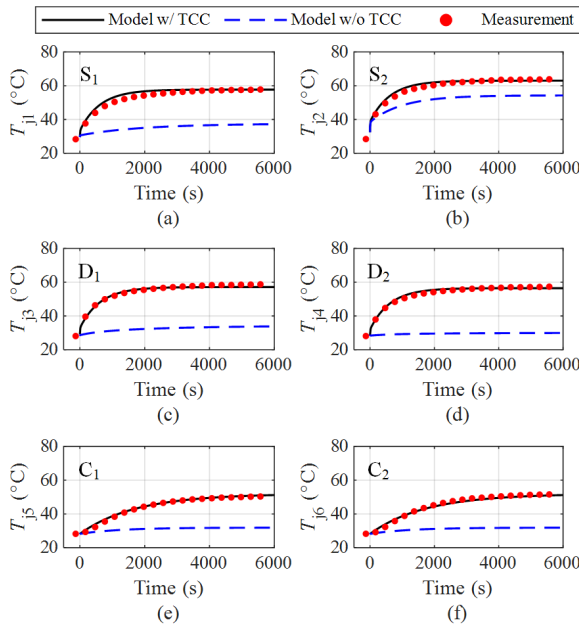 Model w/ TCC Model w/o TCC Measurement
80 80
S1 S2
60 60
Tj1 (°C) Tj2 (°C)
40 40
20 20
0 2000 4000 6000 0 2000 4000 6000
Time (s) Time (s)
(a) (b)
80 80
D1 D2
60 60
Tj3 (°C) Tj4 (°C)
40 40
20 20
0 2000 4000 6000 0 2000 4000 6000
Time (s) Time (s)
(c) (d)
80 80
C1 C2
60 60
Tj5 (°C) Tj6 (°C)
40 40
20 20
0 2000 4000 6000 0 2000 4000 6000
Time (s) Time (s)
(e) (f)